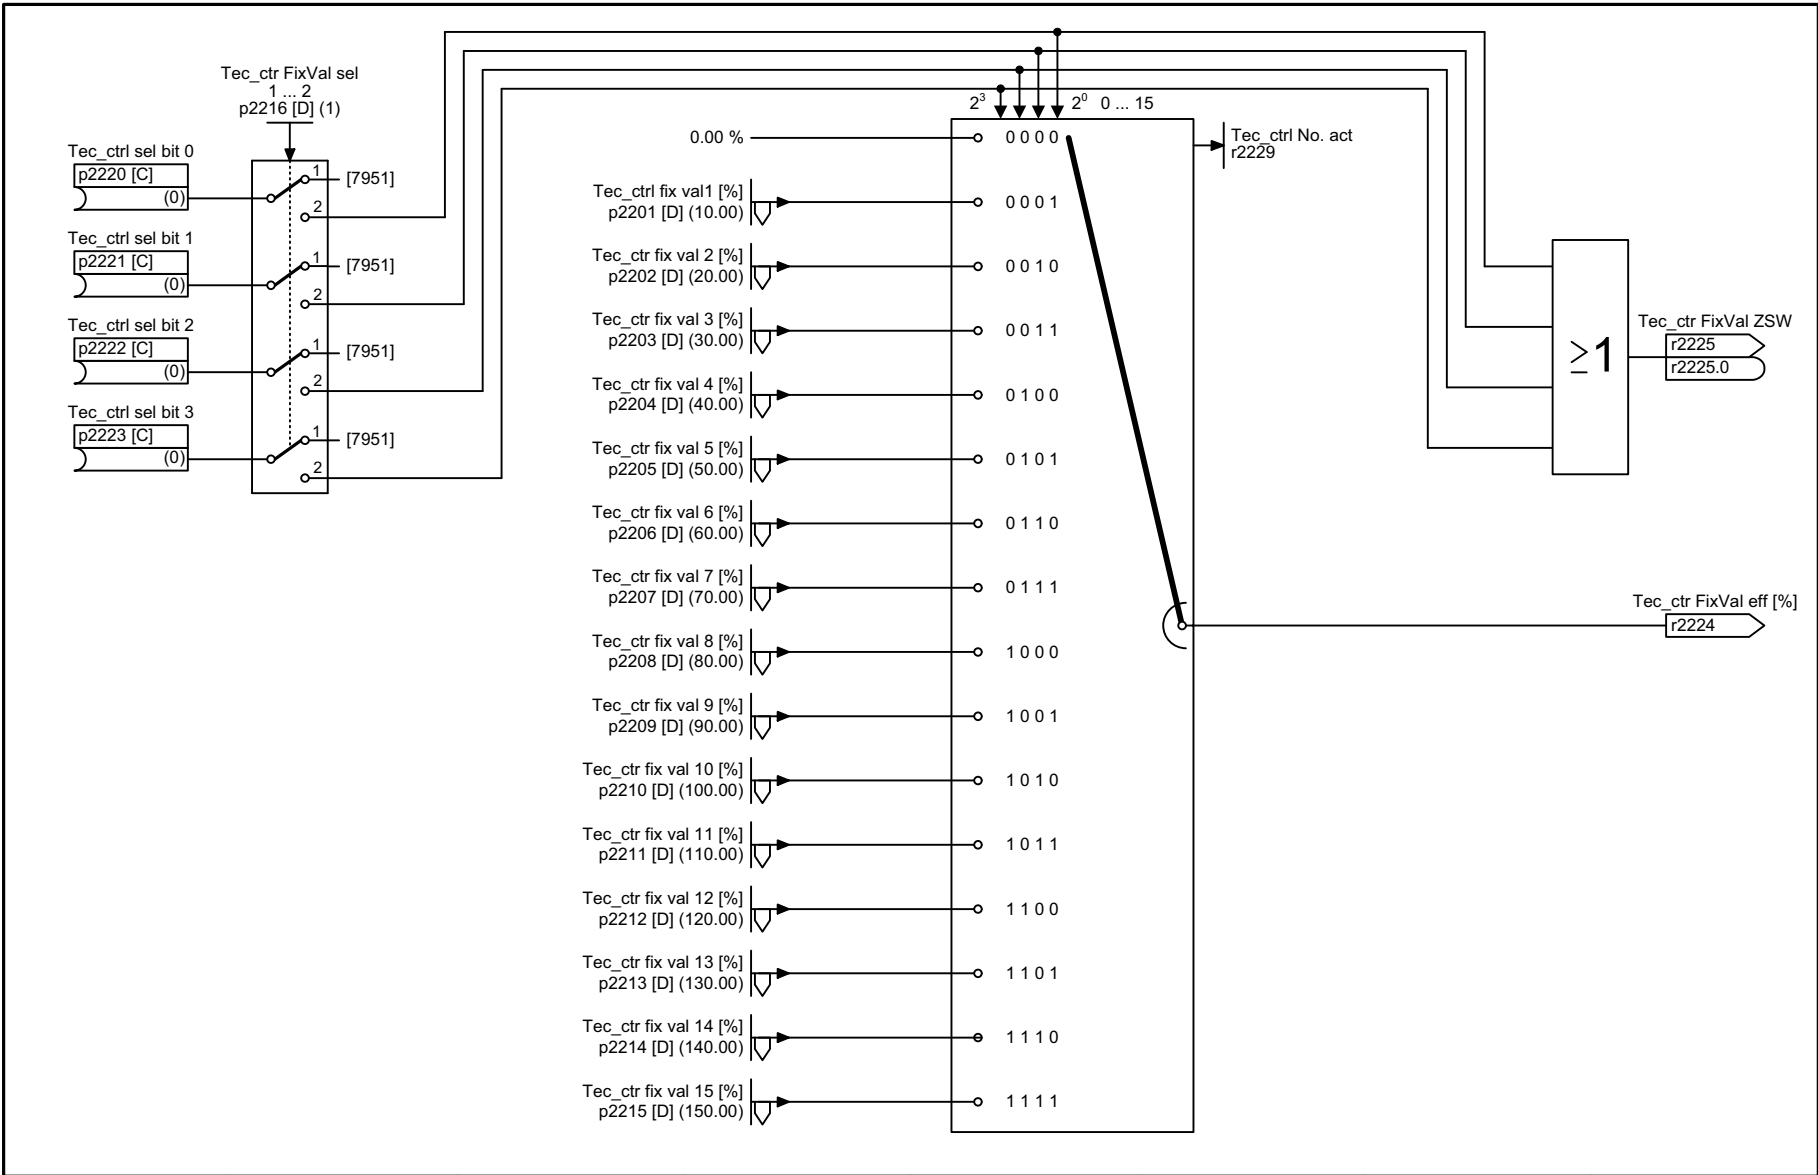 Tec_ctr FixVal sel
1 ... 2
p2216 [D] (1)
Tec_ctrl sel bit 0
p2220 [C]
(0)
1
[7951]
2
Tec_ctrl sel bit 1
p2221 [C]
(0)
1
[7951]
2
Tec_ctrl sel bit 2
p2222 [C]
(0)
1
[7951]
2
Tec_ctrl sel bit 3
p2223 [C]
(0)
1
[7951]
2
2³
2⁰ 0 ... 15
0.00 %
0 0 0 0
Tec_ctrl fix val1 [%]
p2201 [D] (10.00)
0 0 0 1
Tec_ctr fix val 2 [%]
p2202 [D] (20.00)
0 0 1 0
Tec_ctr fix val 3 [%]
p2203 [D] (30.00)
0 0 1 1
Tec_ctr fix val 4 [%]
p2204 [D] (40.00)
0 1 0 0
Tec_ctr fix val 5 [%]
p2205 [D] (50.00)
0 1 0 1
Tec_ctr fix val 6 [%]
p2206 [D] (60.00)
0 1 1 0
Tec_ctr fix val 7 [%]
p2207 [D] (70.00)
0 1 1 1
Tec_ctr fix val 8 [%]
p2208 [D] (80.00)
1 0 0 0
Tec_ctr fix val 9 [%]
p2209 [D] (90.00)
1 0 0 1
Tec_ctr fix val 10 [%]
p2210 [D] (100.00)
1 0 1 0
Tec_ctr fix val 11 [%]
p2211 [D] (110.00)
1 0 1 1
Tec_ctr fix val 12 [%]
p2212 [D] (120.00)
1 1 0 0
Tec_ctr fix val 13 [%]
p2213 [D] (130.00)
1 1 0 1
Tec_ctr fix val 14 [%]
p2214 [D] (140.00)
1 1 1 0
Tec_ctr fix val 15 [%]
p2215 [D] (150.00)
1 1 1 1
Tec_ctrl No. act
r2229
≥1
Tec_ctr FixVal ZSW
r2225
r2225.0
Tec_ctr FixVal eff [%]
r2224